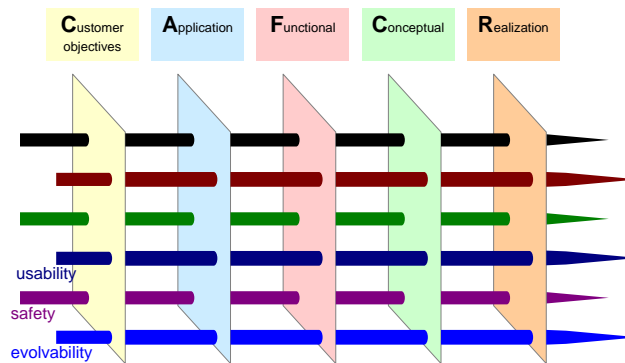 Customer
objectives
Application
Functional
Conceptual
Realization
usability
safety
evolvability